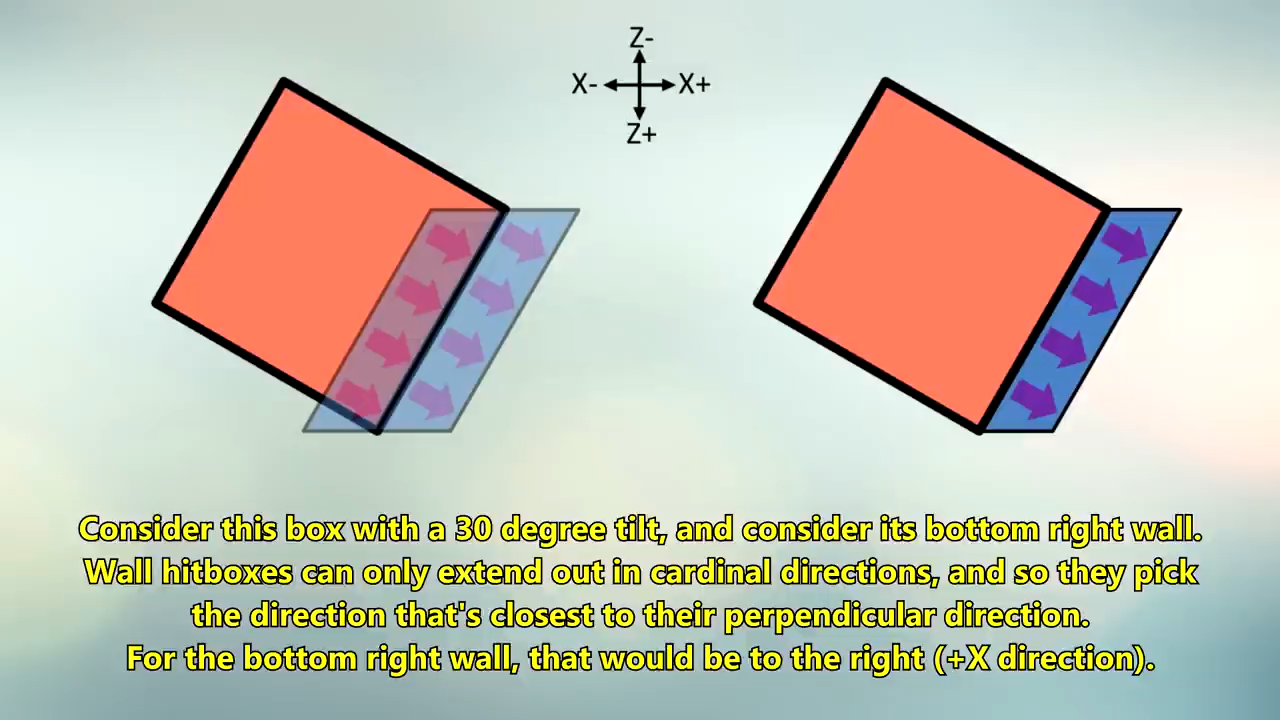 Z-
X- X+
Z+
Consider this box with a 30 degree tilt, and consider its bottom right wall.
Wall hitboxes can only extend out in cardinal directions, and so they pick
the direction that's closest to their perpendicular direction.
For the bottom right wall, that would be to the right (+X direction).